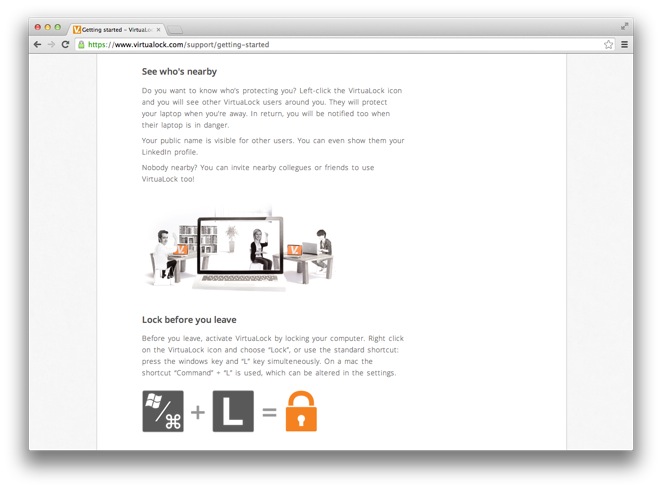 Getting started – VirtuaLoc
https://www.virtualock.com/support/getting-started
See who's nearby
Do you want to know who's protecting you? Left-click the VirtuaLock icon
and you will see other VirtuaLock users around you. They will protect
your laptop when you're away. In return, you will be notified too when
their laptop is in danger.
Your public name is visible for other users. You can even show them your
LinkedIn profile.
Nobody nearby? You can invite nearby collegues or friends to use
VirtuaLock too!
V V
Lock before you leave
Before you leave, activate VirtuaLock by locking your computer. Right click
on the VirtuaLock icon and choose “Lock”, or use the standard shortcut:
press the windows key and “L” key simulteneously. On a mac the
shortcut “Command” + “L” is used, which can be altered in the settings.
/ ⌘ + L =